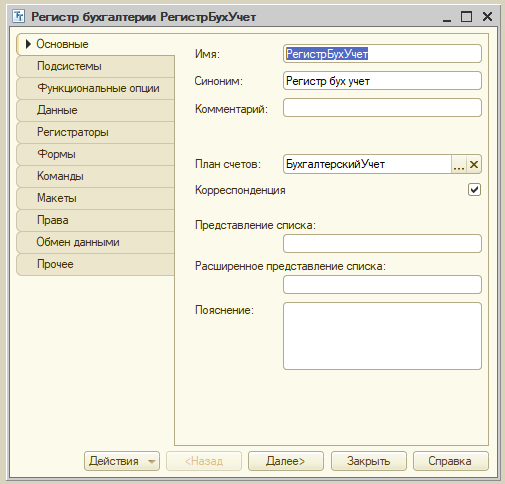 Регистр бухгалтерии РегистрБухУчет
Основные
Подсистемы
Функциональные опции
Данные
Регистраторы
Формы
Команды
Макеты
Права
Обмен данными
Прочее
Имя: РегистрБухУчет
Синоним: Регистр бух учет
Комментарий:
План счетов: БухгалтерскийУчет ...
Корреспонденция
Представление списка:
Расширенное представление списка:
Пояснение:
Действия <Назад Далее> Закрыть Справка